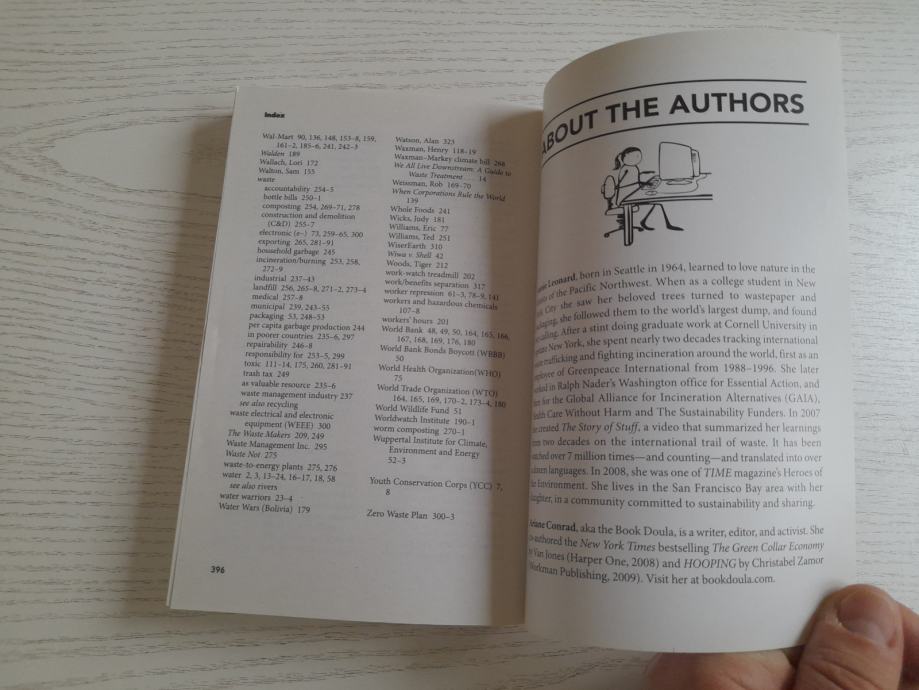 Index
Wal-Mart 90, 136, 148, 153–8, 159,
161–2, 185–6, 241, 242–3
Walden 189
Wallach, Lori 172
Walton, Sam 155
waste
accountability 254–5
bottle bills 250–1
composting 254, 269–71, 278
construction and demolition
(C&D) 255–7
electronic (e-) 73, 259–65, 300
exporting 265, 281–91
household garbage 245
incineration/burning 253, 258,
272–9
industrial 237–43
landfill 256, 265–8, 271–2, 273–4
medical 257–8
municipal 239, 243–55
packaging 53, 248–53
per capita garbage production 244
in poorer countries 235–6, 297
repairability 246–8
responsibility for 253–5, 299
toxic 111–14, 175, 260, 281–91
trash tax 249
as valuable resource 235–6
waste management industry 237
see also recycling
waste electrical and electronic
equipment (WEEE) 300
The Waste Makers 209, 249
Waste Management Inc. 295
Waste Not 275
waste-to-energy plants 275, 276
water 2, 3, 13–24, 16–17, 18, 58
see also rivers
water warriors 23–4
Water Wars (Bolivia) 179
Watson, Alan 323
Waxman, Henry 118–19
Waxman–Markey climate bill 268
We All Live Downstream: A Guide to
Waste Treatment . . . 14
Weissman, Rob 169–70
When Corporations Rule the World
139
Whole Foods 241
Wicks, Judy 181
Williams, Eric 77
Williams, Ted 251
WiserEarth 310
Wiwa v. Shell 42
Woods, Tiger 212
work-watch treadmill 202
work/benefits separation 317
worker repression 61–3, 78–9, 141
workers and hazardous chemicals
107–8
workers' hours 201
World Bank 48, 49, 50, 164, 165, 166,
167, 168, 169, 176, 180
World Bank Bonds Boycott (WBBB)
50
World Health Organization(WHO)
75
World Trade Organization (WTO)
164, 165, 169, 170–2, 173–4, 180
World Wildlife Fund 51
Worldwatch Institute 190–1
worm composting 270–1
Wuppertal Institute for Climate,
Environment and Energy
52–3
Youth Conservation Corps (YCC) 7,
8
Zero Waste Plan 300–3
396
ABOUT THE AUTHORS
Leonard, born in Seattle in 1964, learned to love nature in the
of the Pacific Northwest. When as a college student in New
City she saw her beloved trees turned to wastepaper and
she followed them to the world's largest dump, and found
calling. After a stint doing graduate work at Cornell University in
New York, she spent nearly two decades tracking international
trafficking and fighting incineration around the world, first as an
of Greenpeace International from 1988–1996. She later
in Ralph Nader's Washington office for Essential Action, and
for the Global Alliance for Incineration Alternatives (GAIA),
Health Care Without Harm and The Sustainability Funders. In 2007
created The Story of Stuff, a video that summarized her learnings
two decades on the international trail of waste. It has been
over 7 million times—and counting—and translated into over
languages. In 2008, she was one of TIME magazine's Heroes of
the Environment. She lives in the San Francisco Bay area with her
daughter, in a community committed to sustainability and sharing.
Ariane Conrad, aka the Book Doula, is a writer, editor, and activist. She
co-authored the New York Times bestselling The Green Collar Economy
by Van Jones (Harper One, 2008) and HOOPING by Christabel Zamor
(Workman Publishing, 2009). Visit her at bookdoula.com.